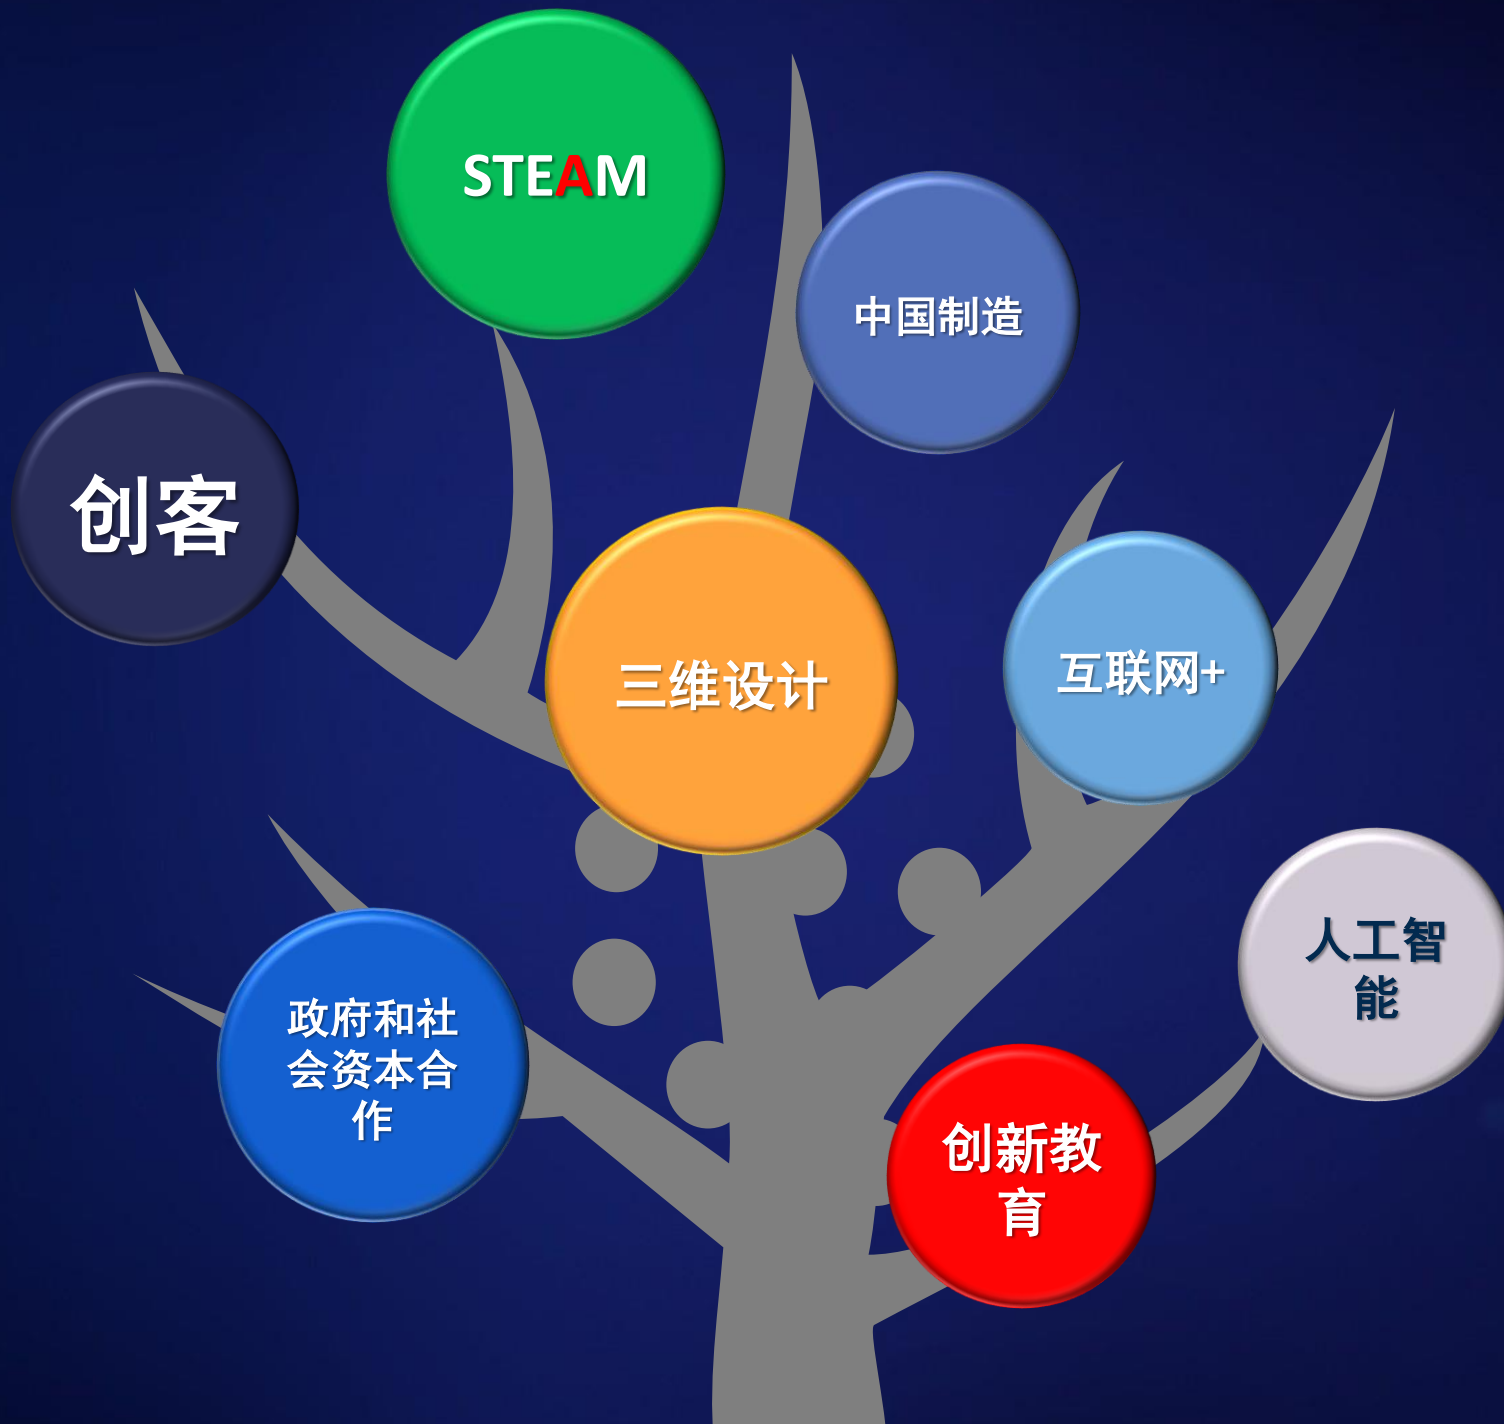 STEAM
中国制造
创客
三维设计
互联网+
人工智
能
政府和社
会资本合
作
创新教
育